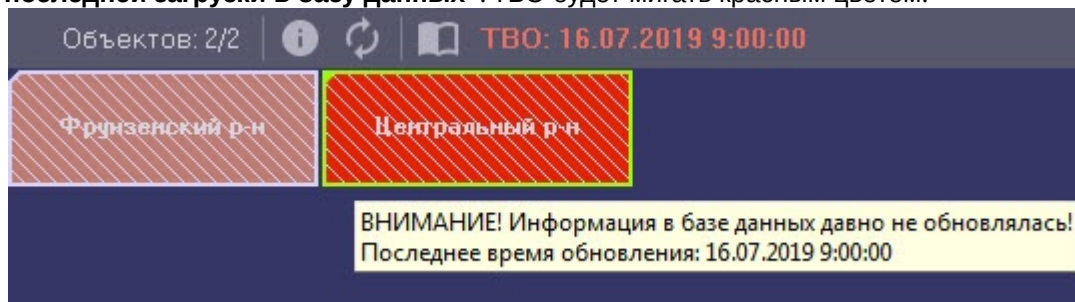 последней загрузки в базу данных". ТВО будет мигать красным цветом.
Объектов: 2/2 ТВО: 16.07.2019 9:00:00
Фрунзенский р-н Центральный р-н
ВНИМАНИЕ! Информация в базе данных давно не обновлялась!
Последнее время обновления: 16.07.2019 9:00:00